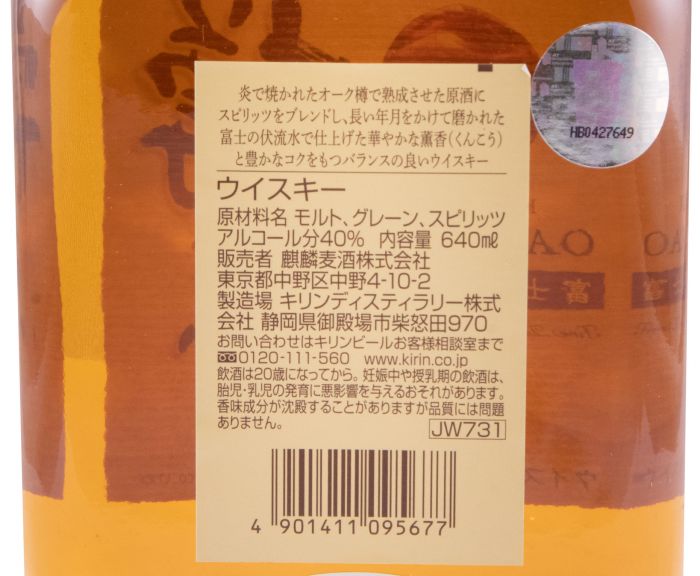 炎で焼かれたオーク樽で熟成させた原酒に
スピリッツをブレンドし、長い年月をかけて磨かれた
富士の伏流水で仕上げた華やかな薫香(くんこう)
と豊かなコクをもつバランスの良いウイスキー
HB0427649
ウイスキー
原材料名 モルト、グレーン、スピリッツ
アルコール分40% 内容量 640㎖
販売者 麒麟麦酒株式会社
東京都中野区中野4-10-2
製造場 キリンディスティラリー株式
会社 静岡県御殿場市柴怒田970
お問い合わせはキリンビールお客様相談室まで
0120-111-560 www.kirin.co.jp
飲酒は20歳になってから。妊娠中や授乳期の飲酒は、
胎児・乳児の発育に悪影響を与えるおそれがあります。
香味成分が沈殿することがありますが品質には問題
ありません。
JW731
4 901411 095677